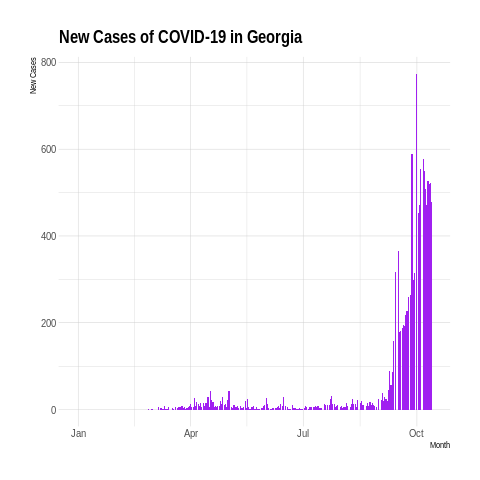 New Cases of COVID-19 in Georgia
New Cases
800
600
400
200
0
Jan Apr Jul Oct
Month